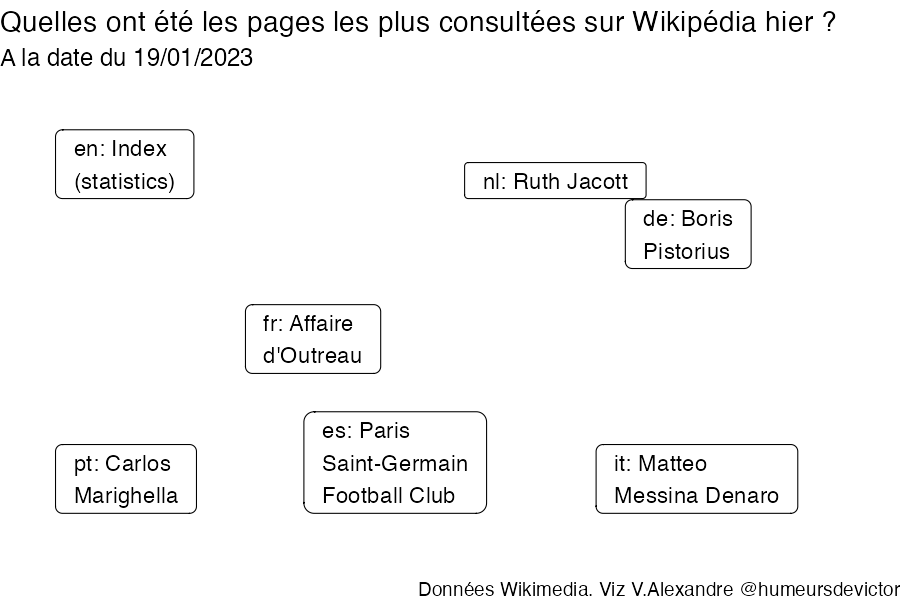 Quelles ont été les pages les plus consultées sur Wikipédia hier ?
A la date du 19/01/2023
en: Index
(statistics)
nl: Ruth Jacott
de: Boris
Pistorius
fr: Affaire
d'Outreau
es: Paris
Saint-Germain
Football Club
pt: Carlos
Marighella
it: Matteo
Messina Denaro
Données Wikimedia. Viz V.Alexandre @humeursdevictor